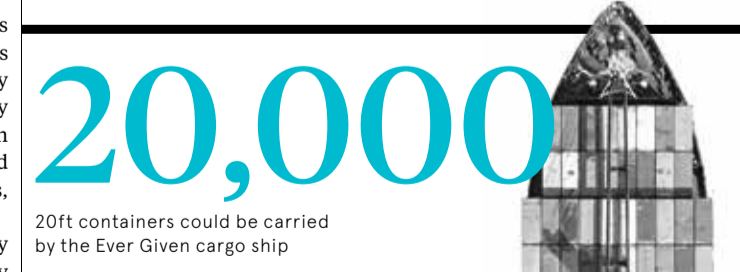 20,000
20ft containers could be carried
by the Ever Given cargo ship